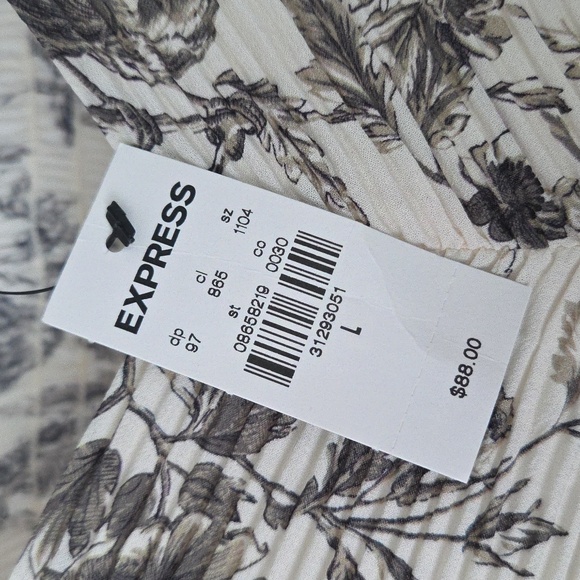 EXPRESS
dp cl sz
97 865 1104
st co
08658219 0030
31293051
L
$88.00